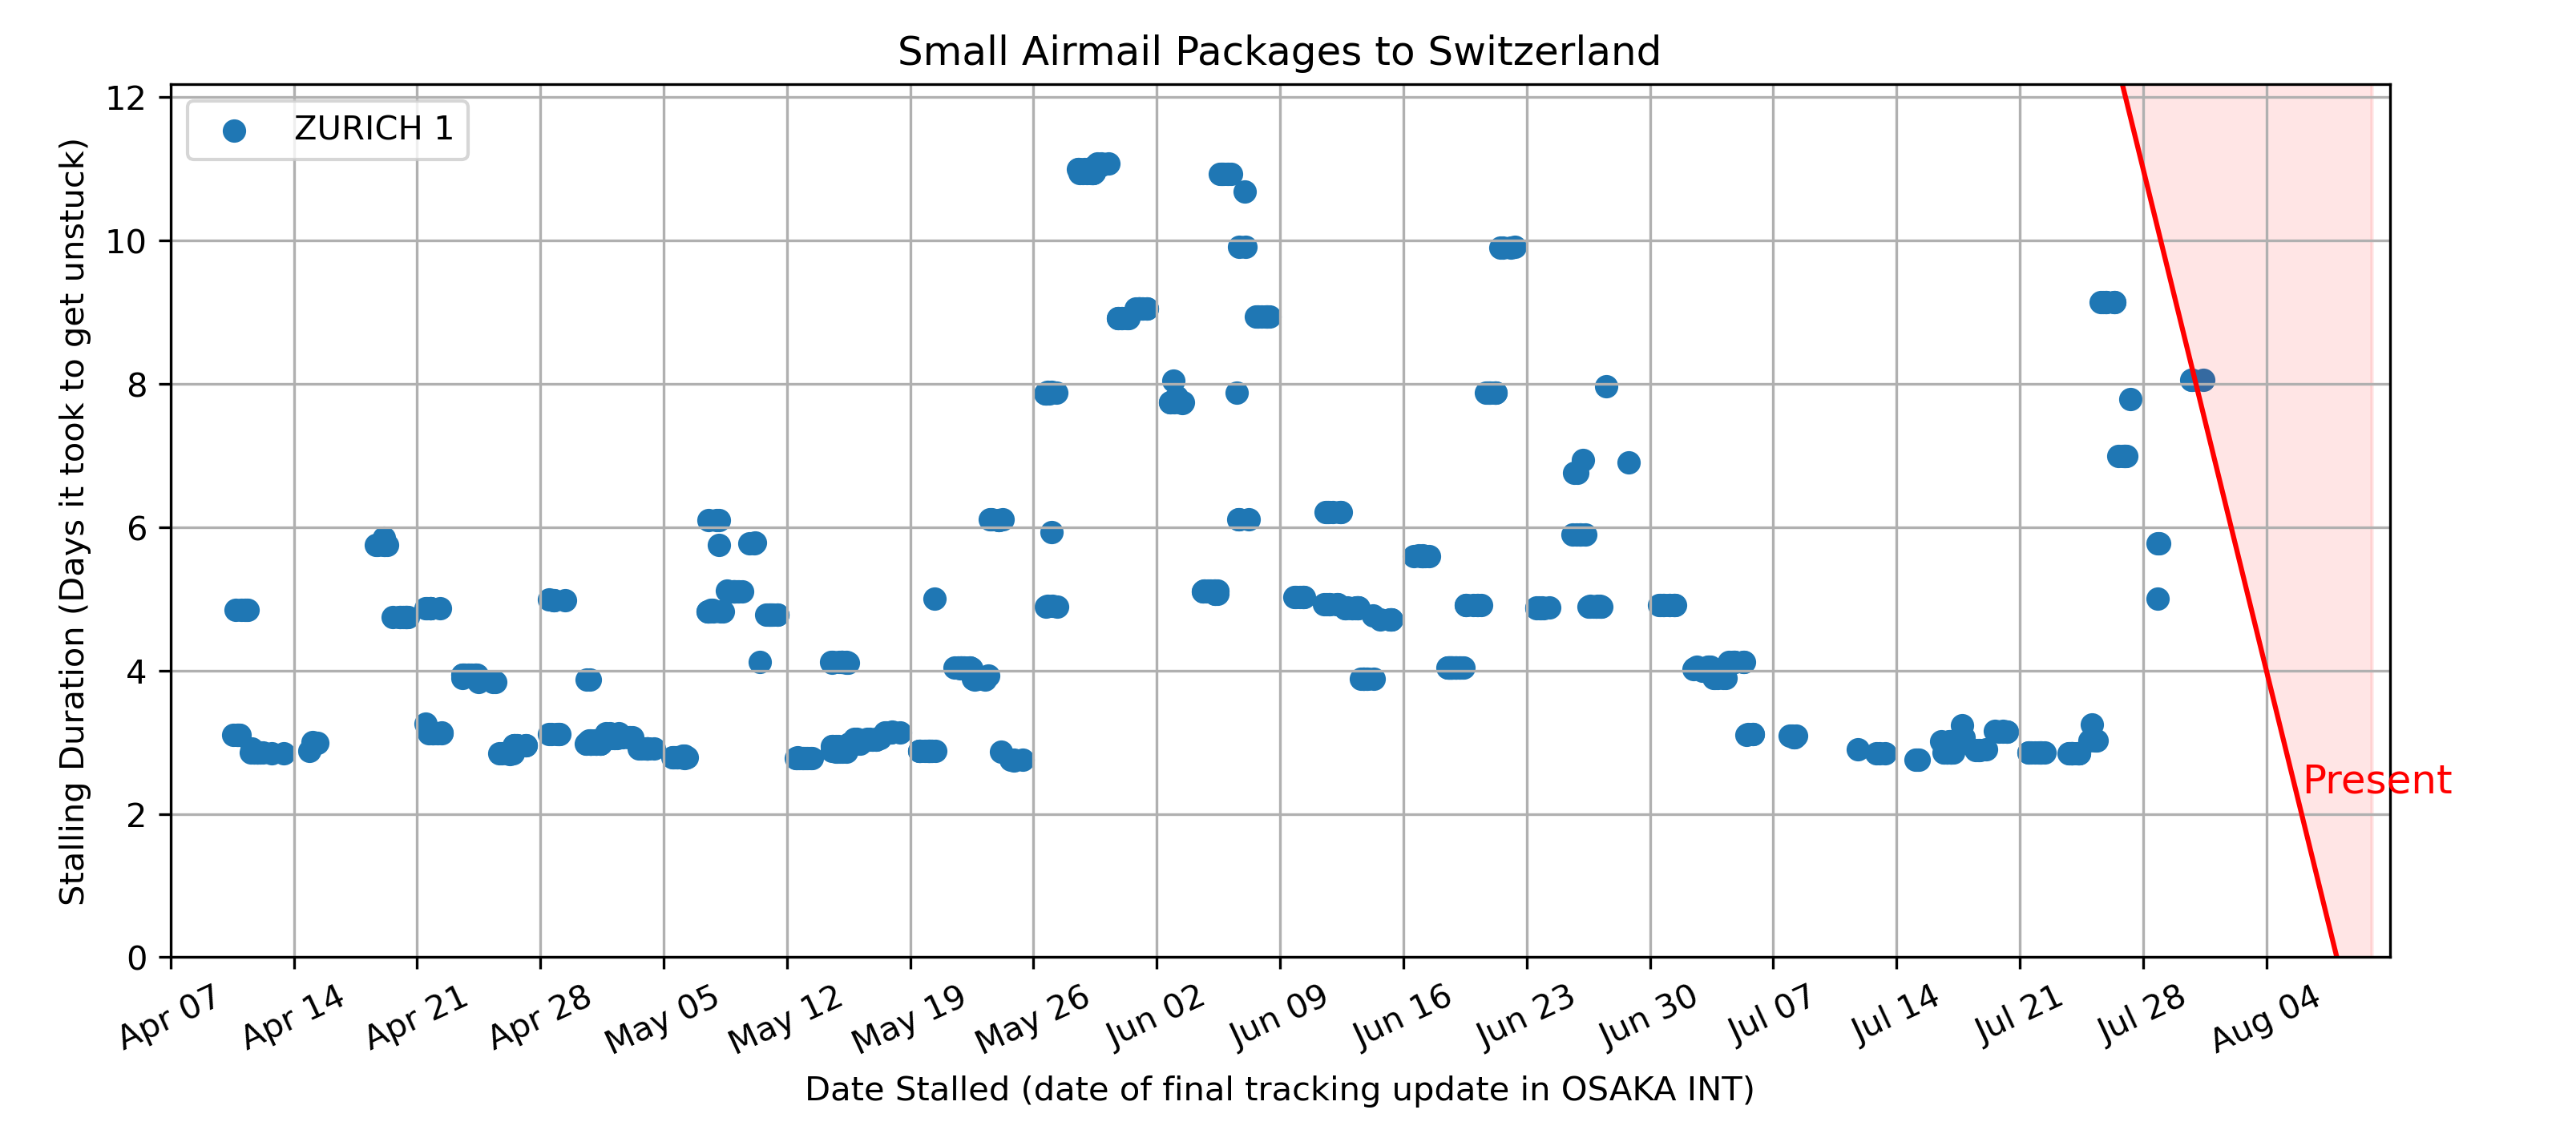 Small Airmail Packages to Switzerland
ZURICH 1
Stalling Duration (Days it took to get unstuck)
12
10
8
6
4
2
0
Present
Apr 07
Apr 14
Apr 21
Apr 28
May 05
May 12
May 19
May 26
Jun 02
Jun 09
Jun 16
Jun 23
Jun 30
Jul 07
Jul 14
Jul 21
Jul 28
Aug 04
Date Stalled (date of final tracking update in OSAKA INT)